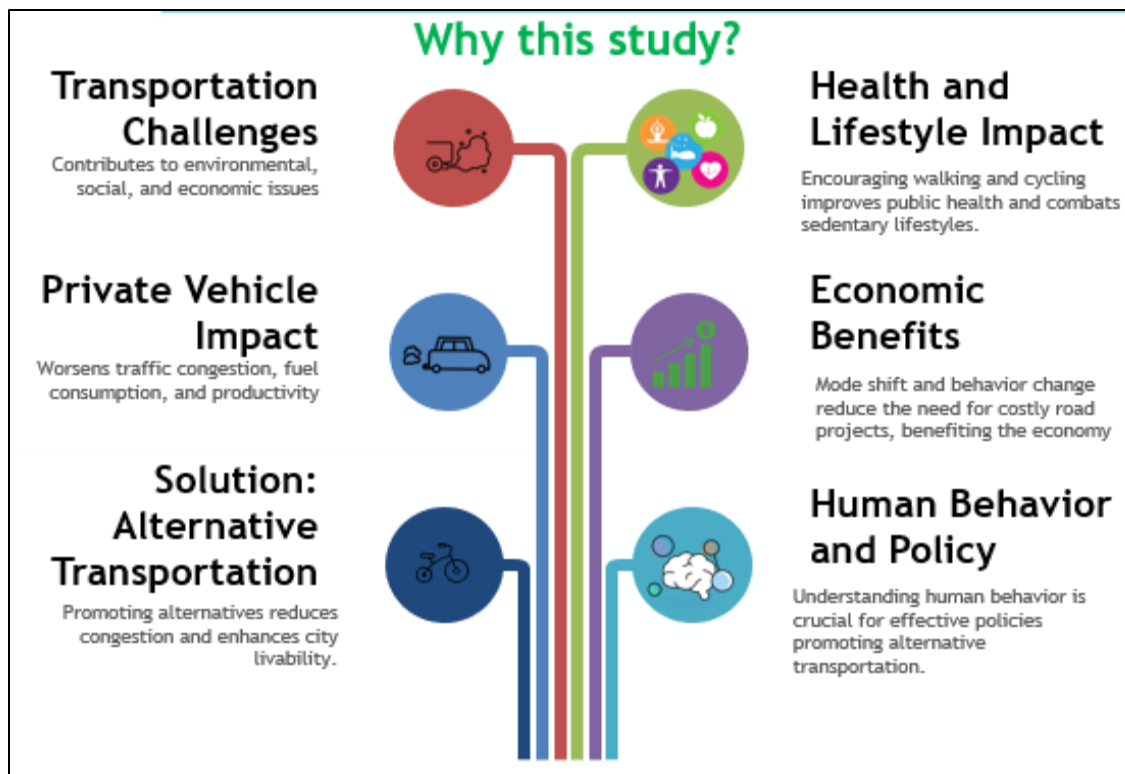 Why this study?
Transportation
Challenges
Contributes to environmental,
social, and economic issues
Private Vehicle
Impact
Worsens traffic congestion, fuel
consumption, and productivity
Solution:
Alternative
Transportation
Promoting alternatives reduces
congestion and enhances city
livability.
Health and
Lifestyle Impact
Encouraging walking and cycling
improves public health and combats
sedentary lifestyles.
Economic
Benefits
Mode shift and behavior change
reduce the need for costly road
projects, benefiting the economy
Human Behavior
and Policy
Understanding human behavior is
crucial for effective policies
promoting alternative
transportation.